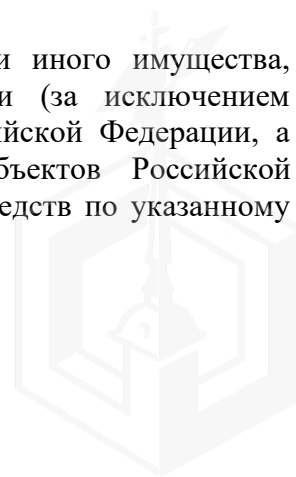 и иного имущества,
и (за исключением
йской Федерации, а
бъектов Российской
едств по указанному